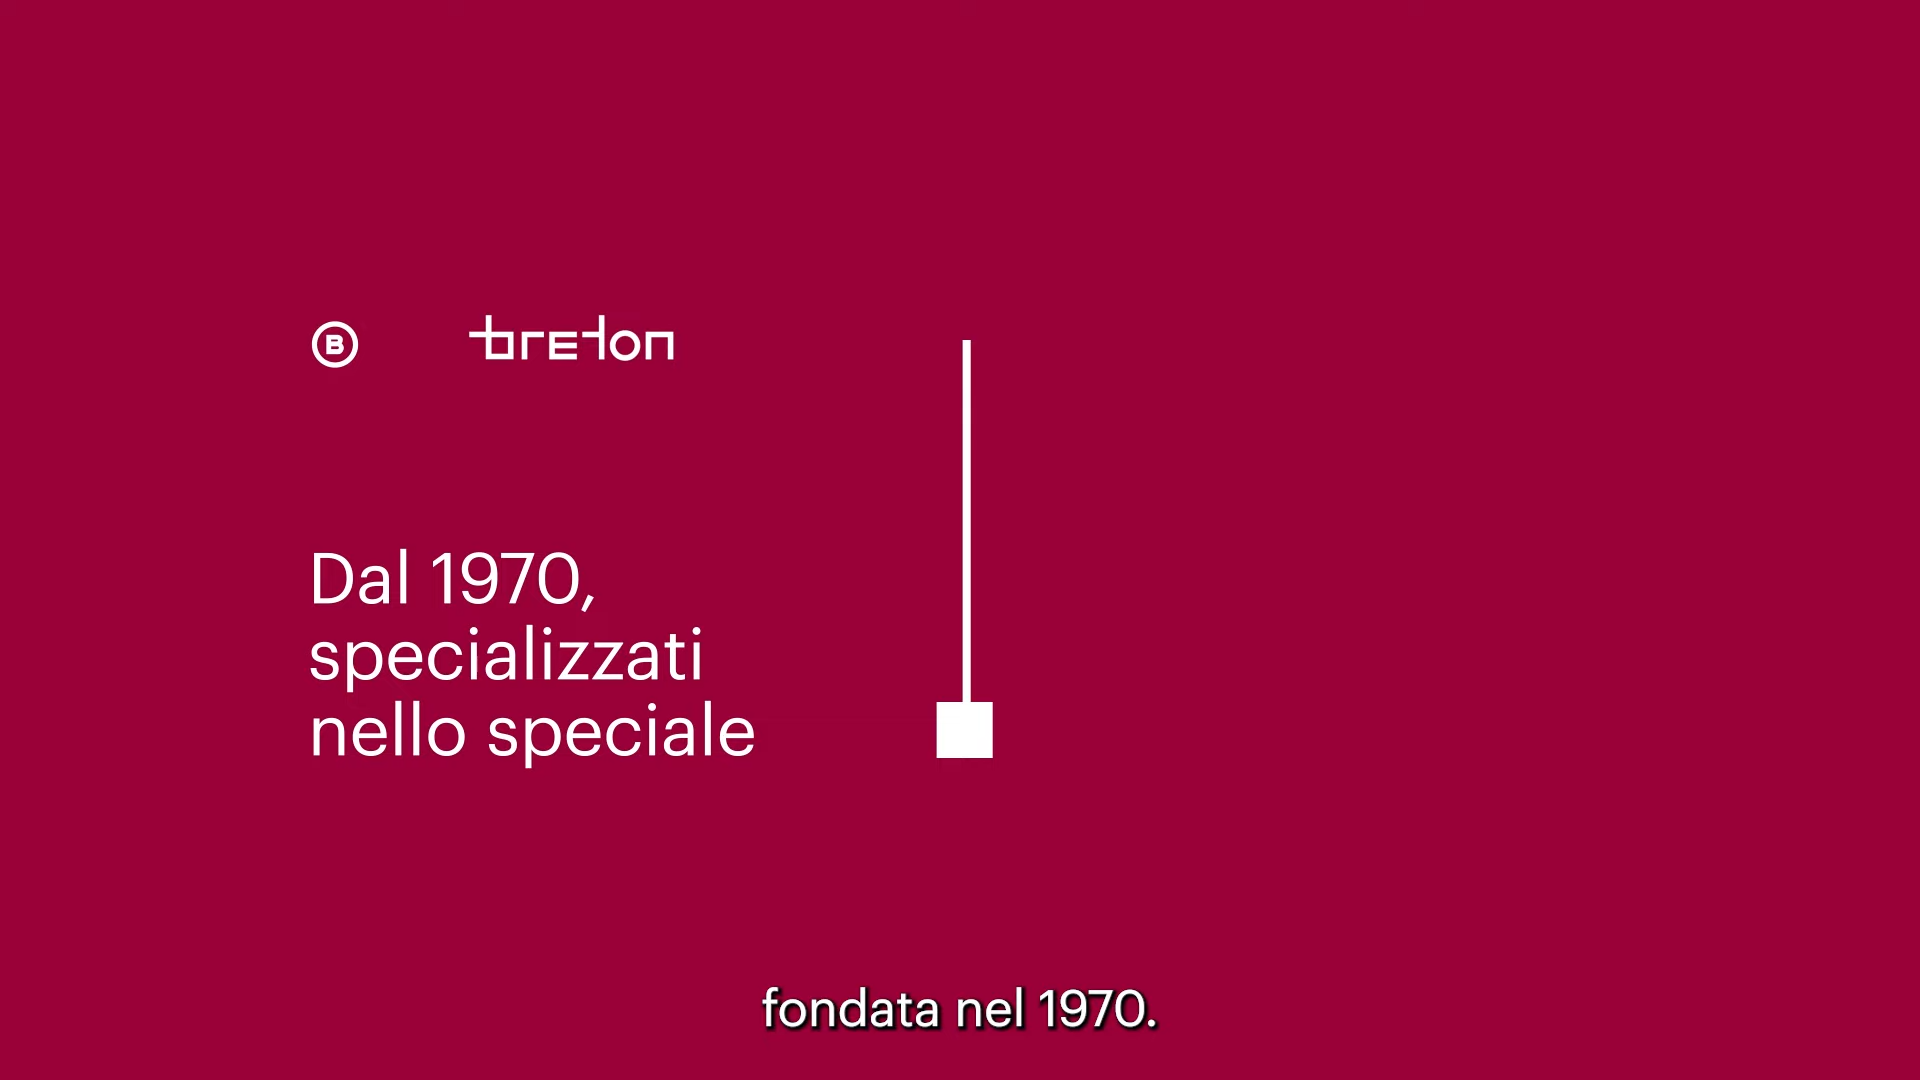 B breton
Dal 1970,
specializzati
nello speciale
fondata nel 1970.